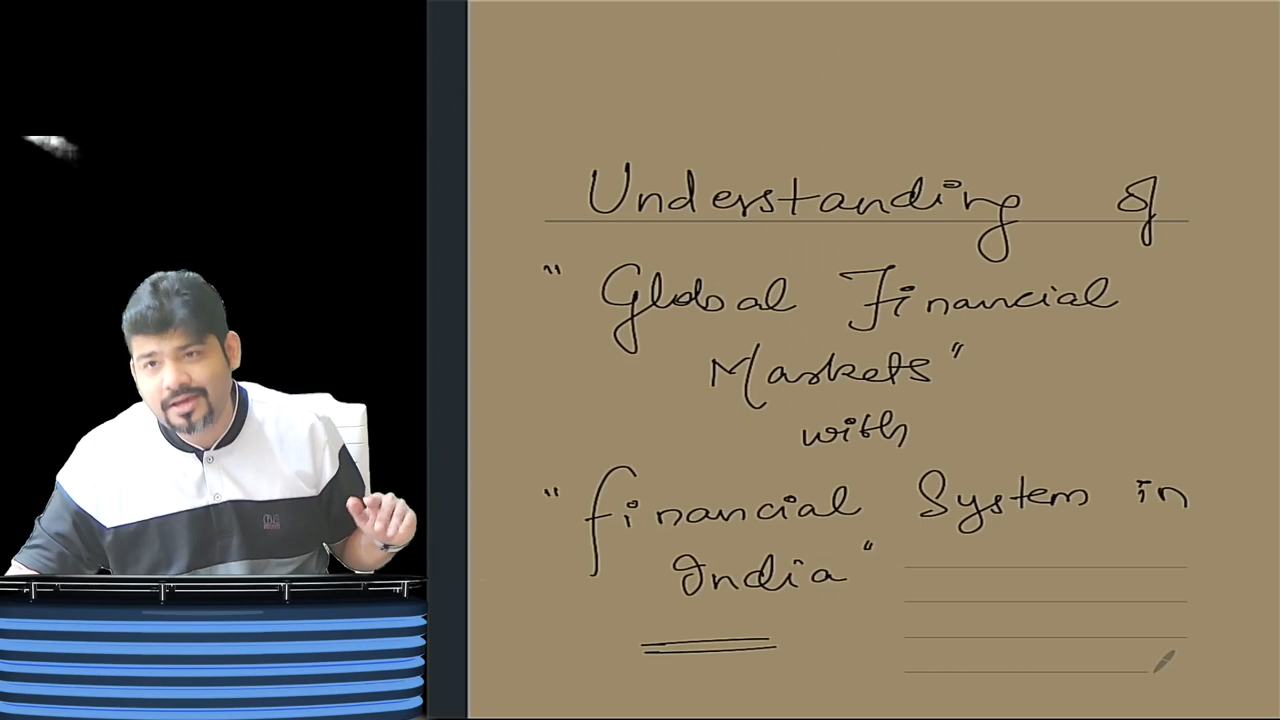 Understanding of
" Global Financial
Markets "
with
" financial System in
India "